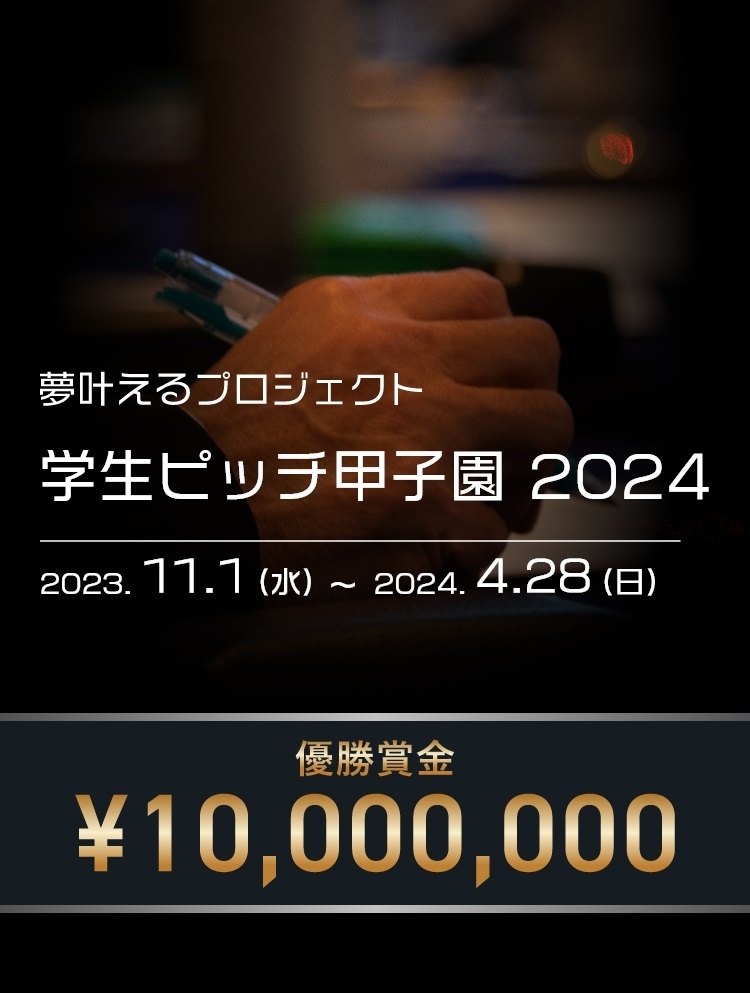 夢叶えるプロジェクト
学生ピッチ甲子園 2024
2023. 11.1 (水) ～ 2024. 4.28 (日)
優勝賞金
¥10,000,000